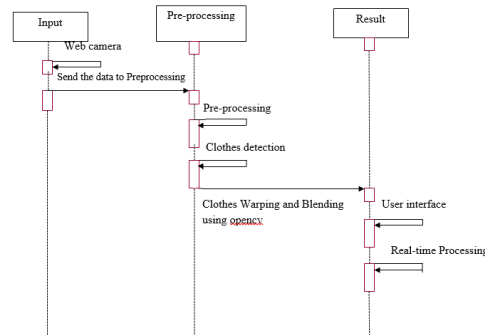 Input
Pre-processing
Result
Web camera
Send the data to Preprocessing
Pre-processing
Clothes detection
Clothes Warping and Blending
using opencv
User interface
Real-time Processing